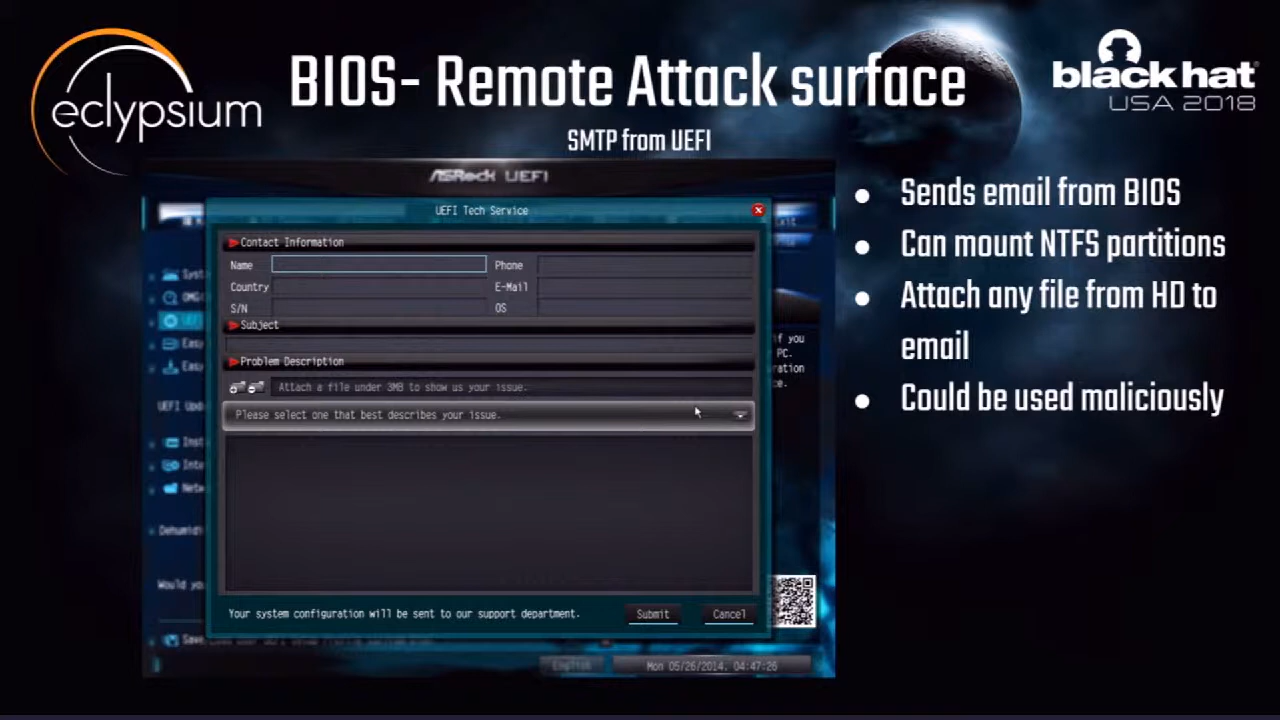 eclypsium
BIOS- Remote Attack surface
black hat
USA 2018
SMTP from UEFI
ASRock UEFI
UEFI Tech Service
Contact Information
Name
Phone
Country
E-Mail
S/N
OS
Subject
Problem Description
Attach a file under 3MB to show us your issue.
Please select one that best describes your issue.
Your system configuration will be sent to our support department.
Submit
Cancel
if you
PC.
English
Mon 05/26/2014, 04:47:26
● Sends email from BIOS
● Can mount NTFS partitions
● Attach any file from HD to
email
● Could be used maliciously